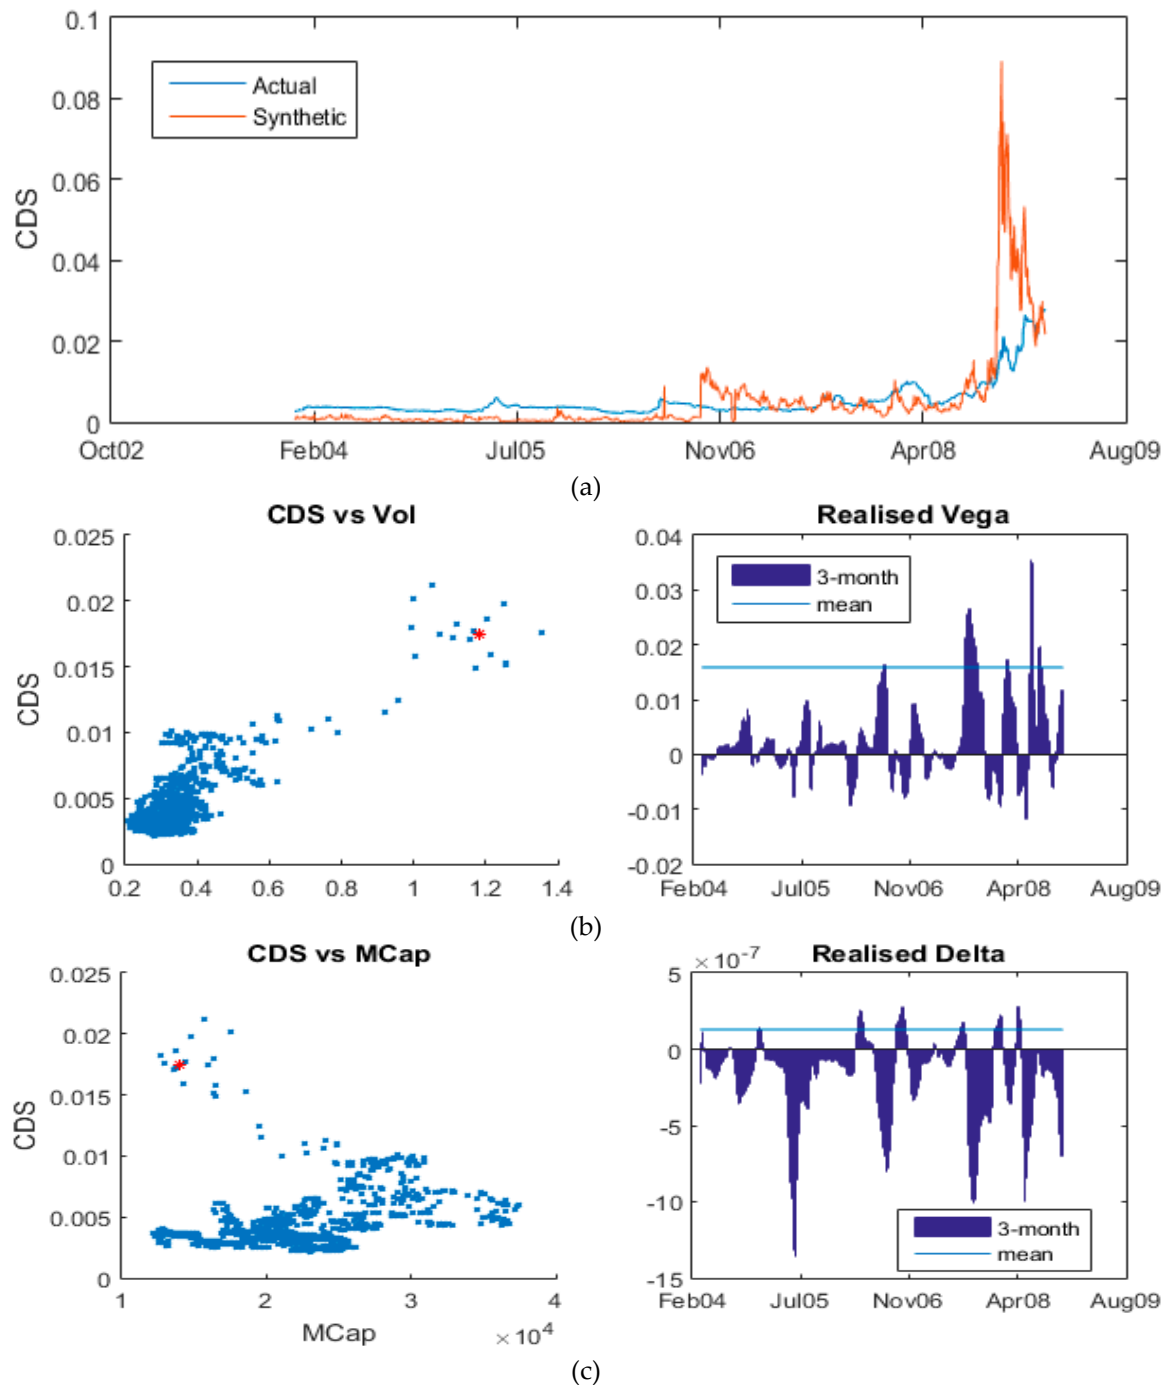 0.1
0.08
0.06
0.04
0.02
0
CDS
Actual
Synthetic
Oct02 Feb04 Jul05 Nov06 Apr08 Aug09
(a)
CDS vs Vol
0.025
0.02
0.015
0.01
0.005
0
CDS
0.2 0.4 0.6 0.8 1 1.2 1.4
Realised Vega
0.04
0.03
0.02
0.01
0
-0.01
-0.02
3-month
mean
Feb04 Jul05 Nov06 Apr08 Aug09
(b)
CDS vs MCap
0.025
0.02
0.015
0.01
0.005
0
CDS
1 2 3 4
MCap
× 10⁴
Realised Delta
× 10⁻⁷
5
0
-5
-10
-15
3-month
mean
Feb04 Jul05 Nov06 Apr08 Aug09
(c)